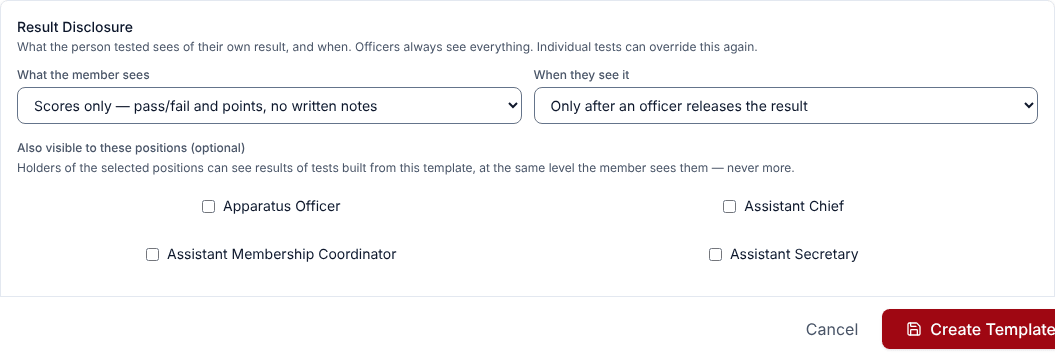 Result Disclosure
What the person tested sees of their own result, and when. Officers always see everything. Individual tests can override this again.
What the member sees
When they see it
Scores only — pass/fail and points, no written notes
Only after an officer releases the result
Also visible to these positions (optional)
Holders of the selected positions can see results of tests built from this template, at the same level the member sees them — never more.
Apparatus Officer
Assistant Chief
Assistant Membership Coordinator
Assistant Secretary
Cancel
Create Template